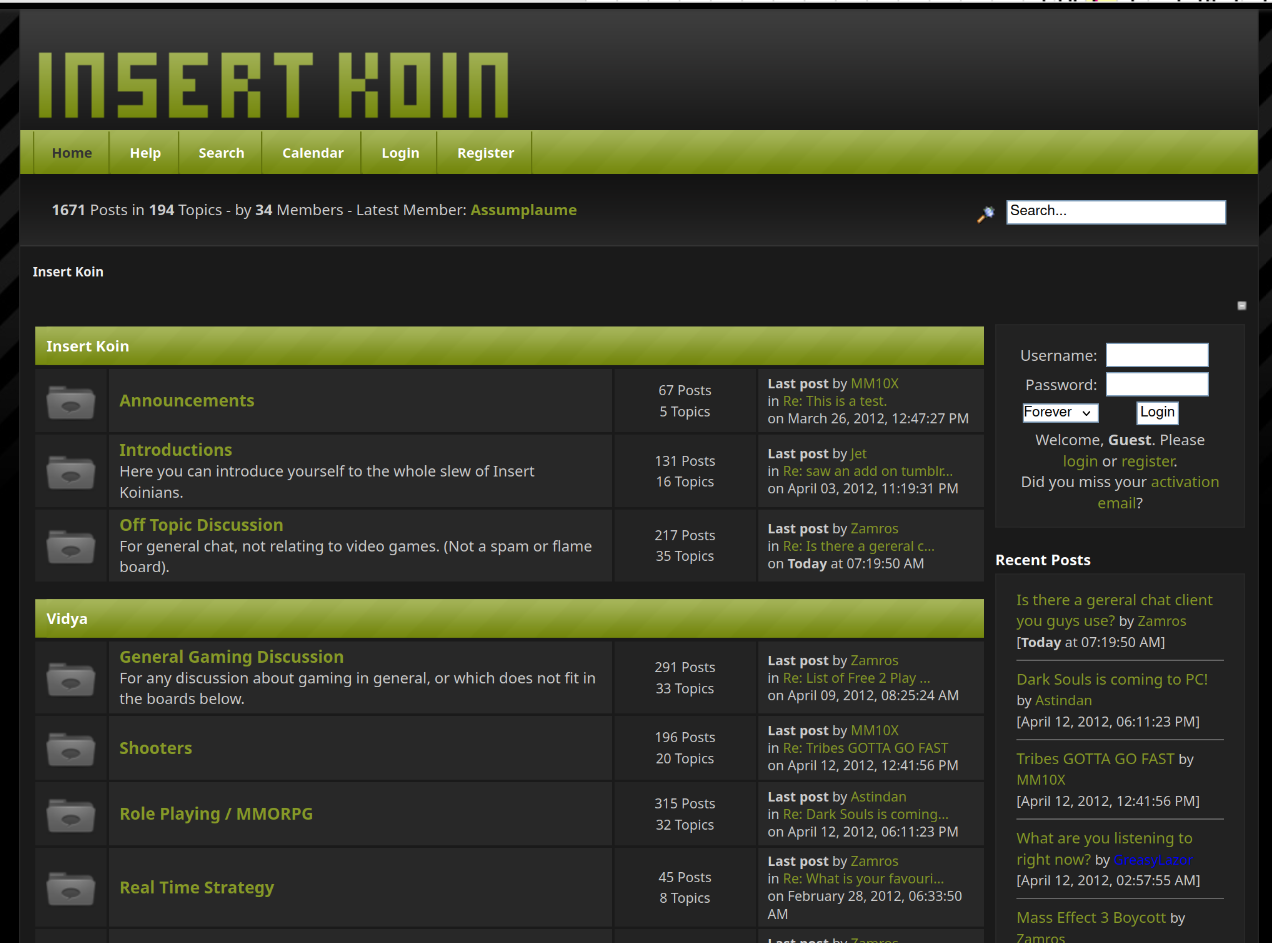 INSERT KOIN
Home Help Search Calendar Login Register
1671 Posts in 194 Topics - by 34 Members - Latest Member: Assumplaume
Search...
Insert Koin
Insert Koin
Announcements
67 Posts
5 Topics
Last post by MM10X
in Re: This is a test.
on March 26, 2012, 12:47:27 PM
Introductions
Here you can introduce yourself to the whole slew of Insert
Koinians.
131 Posts
16 Topics
Last post by Jet
in Re: saw an add on tumblr...
on April 03, 2012, 11:19:31 PM
Off Topic Discussion
For general chat, not relating to video games. (Not a spam or flame
board).
217 Posts
35 Topics
Last post by Zamros
in Re: Is there a gereral c...
on Today at 07:19:50 AM
Vidya
General Gaming Discussion
For any discussion about gaming in general, or which does not fit in
the boards below.
291 Posts
33 Topics
Last post by Zamros
in Re: List of Free 2 Play ...
on April 09, 2012, 08:25:24 AM
Shooters
196 Posts
20 Topics
Last post by MM10X
in Re: Tribes GOTTA GO FAST
on April 12, 2012, 12:41:56 PM
Role Playing / MMORPG
315 Posts
32 Topics
Last post by Astindan
in Re: Dark Souls is coming...
on April 12, 2012, 06:11:23 PM
Real Time Strategy
45 Posts
8 Topics
Last post by Zamros
in Re: What is your favouri...
on February 28, 2012, 06:33:50
AM
Last post by Zamros
Username:
Password:
Forever
Login
Welcome, Guest. Please
login or register.
Did you miss your activation
email?
Recent Posts
Is there a gereral chat client
you guys use? by Zamros
[Today at 07:19:50 AM]
Dark Souls is coming to PC!
by Astindan
[April 12, 2012, 06:11:23 PM]
Tribes GOTTA GO FAST by
MM10X
[April 12, 2012, 12:41:56 PM]
What are you listening to
right now? by GreasyLazor
[April 12, 2012, 02:57:55 AM]
Mass Effect 3 Boycott by
Zamros